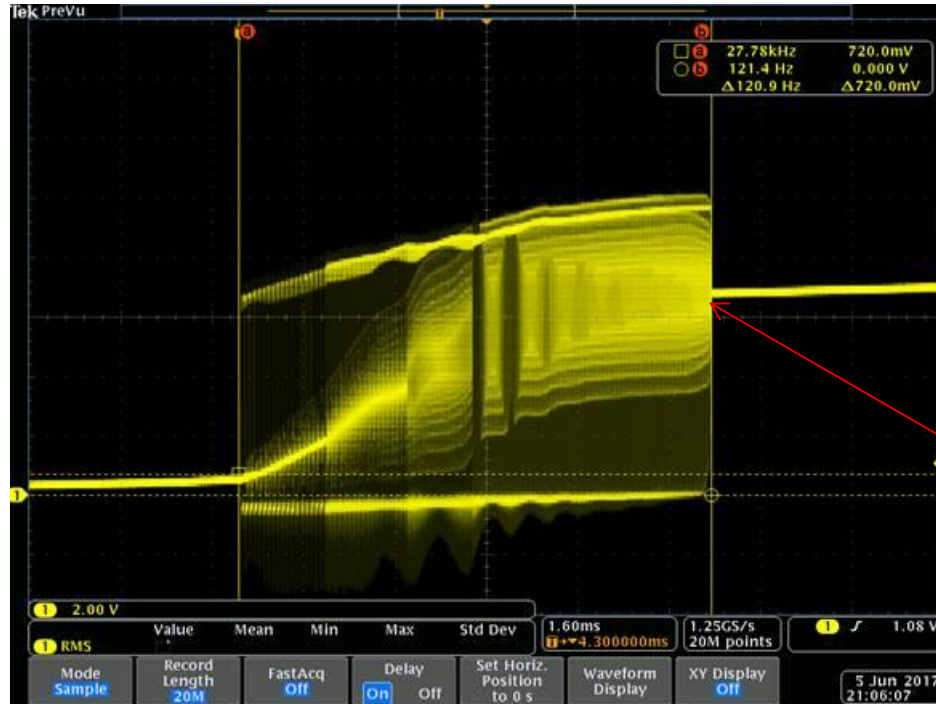 Tek PreVu
a
b
a 27.78kHz 720.0mV
b 121.4 Hz 0.000 V
Δ120.9 Hz Δ720.0mV
1
1 2.00 V
Value Mean Min Max Std Dev
1 RMS
1.60ms
T→▼4.300000ms
1.25GS/s
20M points
1 ʃ 1.08 V
Mode
Sample
Record
Length
20M
FastAcq
Off
Delay
On Off
Set Horiz.
Position
to 0 s
Waveform
Display
XY Display
Off
5 Jun 2017
21:06:07